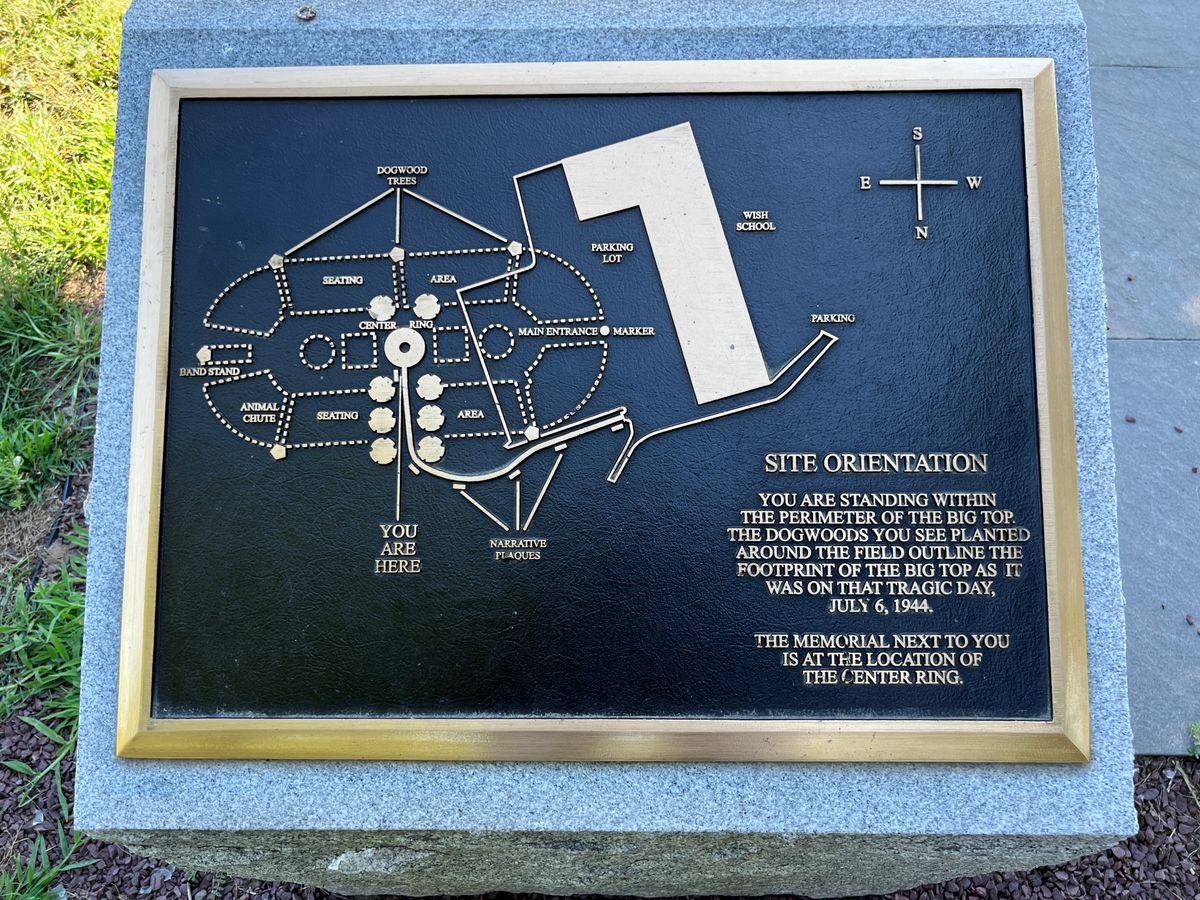 S
E W
N
DOGWOOD
TREES
WISH
SCHOOL
PARKING
LOT
SEATING AREA
CENTER RING
MAIN ENTRANCE MARKER
PARKING
BAND STAND
ANIMAL
CHUTE
SEATING AREA
YOU
ARE
HERE
NARRATIVE
PLAQUES
SITE ORIENTATION
YOU ARE STANDING WITHIN
THE PERIMETER OF THE BIG TOP.
THE DOGWOODS YOU SEE PLANTED
AROUND THE FIELD OUTLINE THE
FOOTPRINT OF THE BIG TOP AS IT
WAS ON THAT TRAGIC DAY,
JULY 6, 1944.
THE MEMORIAL NEXT TO YOU
IS AT THE LOCATION OF
THE CENTER RING.